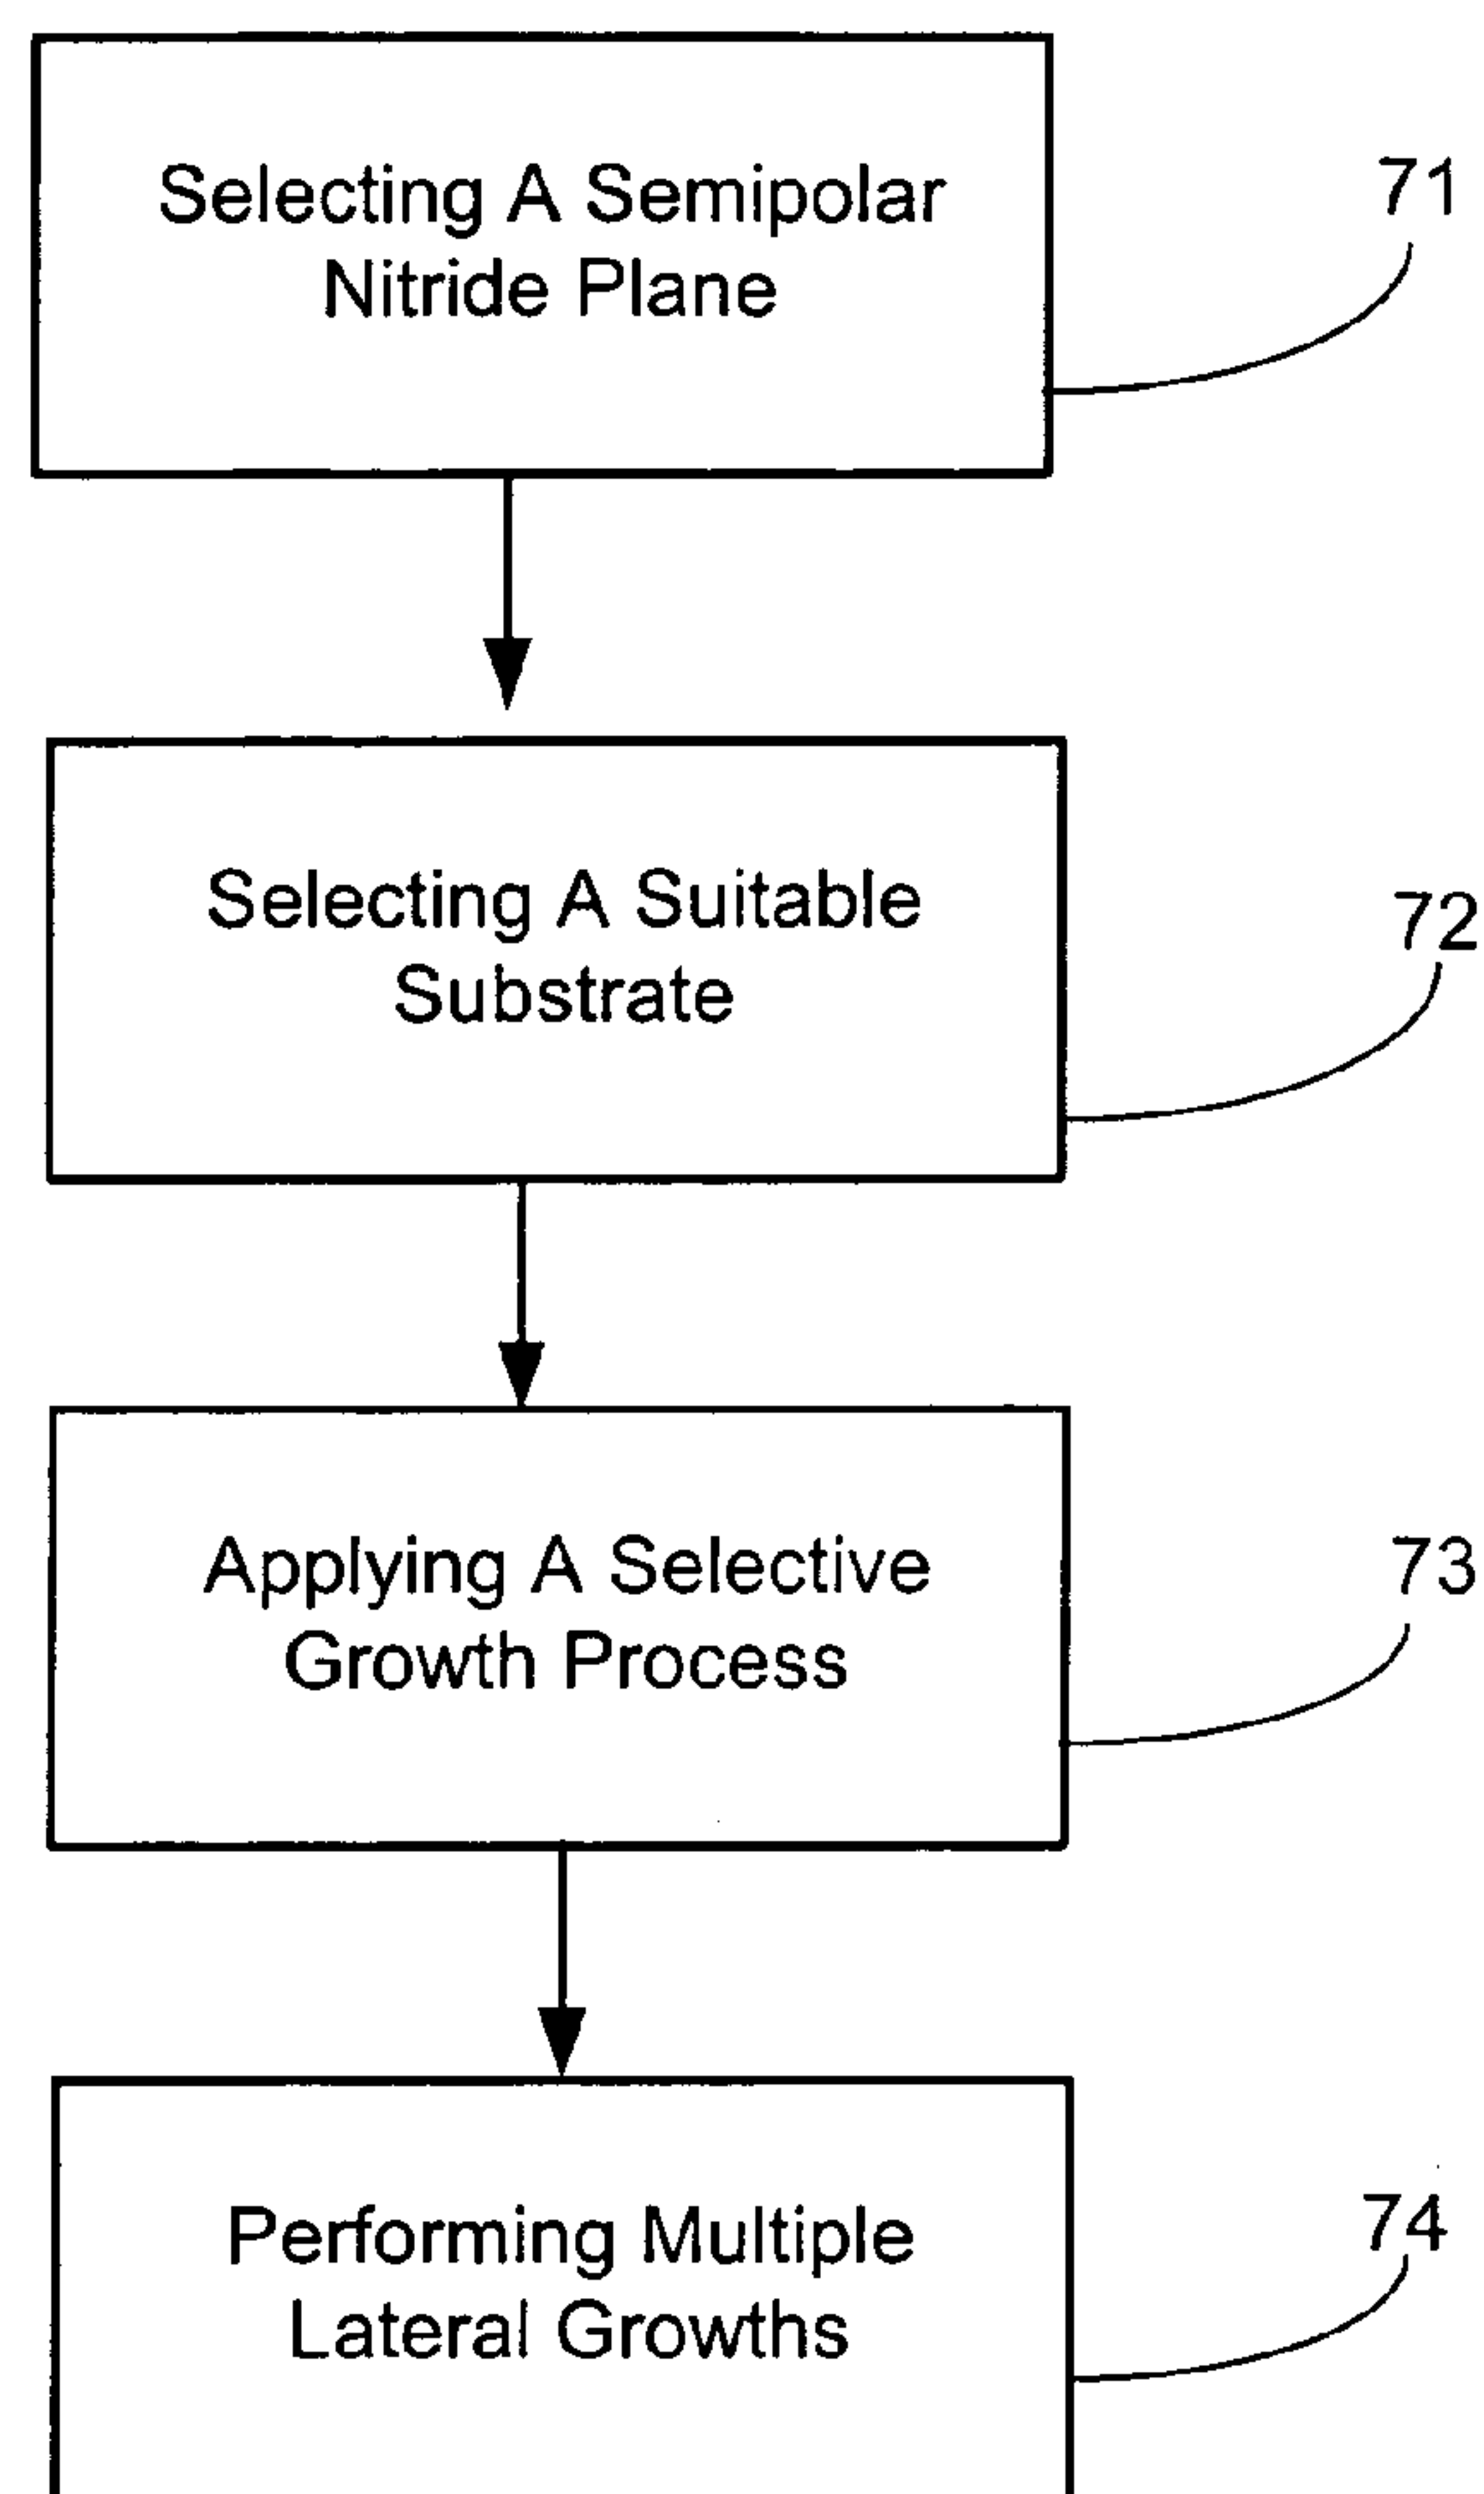 Selecting A Semipolar
Nitride Plane
71
Selecting A Suitable
Substrate
72
Applying A Selective
Growth Process
73
Performing Multiple
Lateral Growths
74